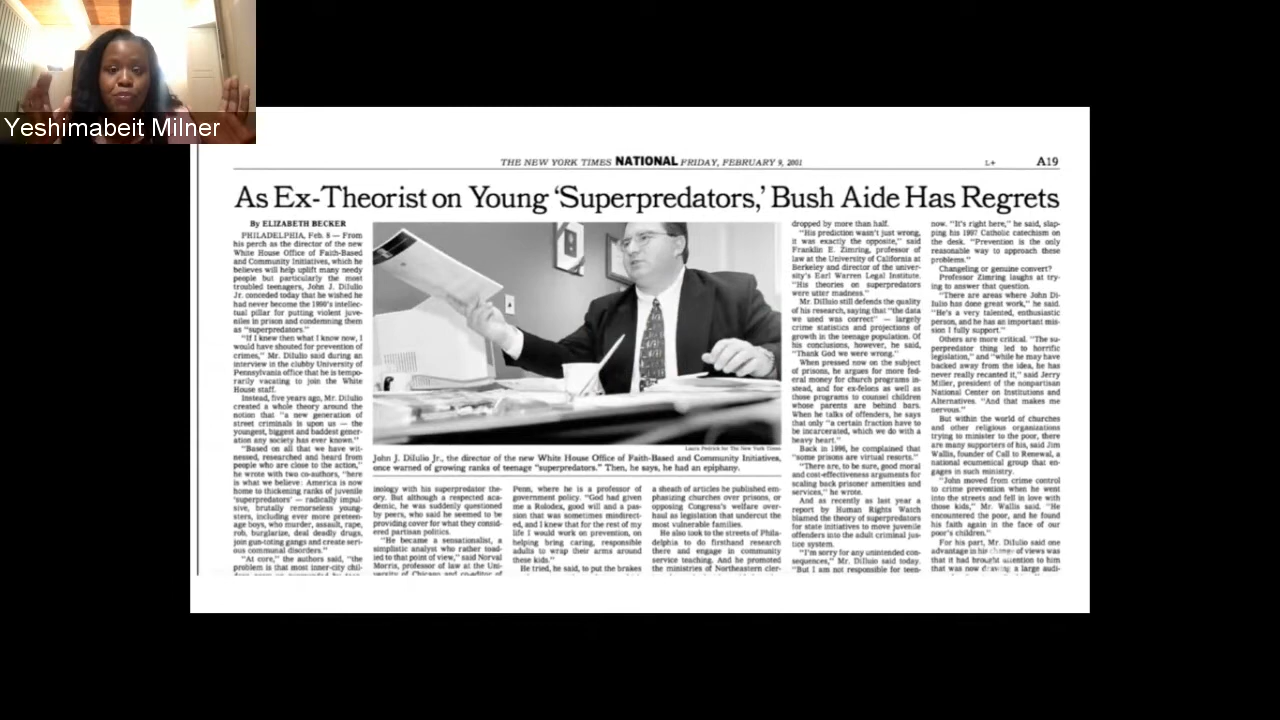 Yeshimabeit Milner
THE NEW YORK TIMES NATIONAL FRIDAY, FEBRUARY 9, 2001
L+
A19
As Ex-Theorist on Young ‘Superpredators,’ Bush Aide Has Regrets
By ELIZABETH BECKER
PHILADELPHIA, Feb. 8 — From
his perch as the director of the new
White House Office of Faith-Based
and Community Initiatives, which he
believes will help uplift many needy
people but particularly the most
troubled teenagers, John J. DiIulio
Jr. conceded today that he wished he
had never become the 1990's intellec-
tual pillar for putting violent juve-
niles in prison and condemning them
as "superpredators."
"If I knew then what I know now, I
would have shouted for prevention of
crimes," Mr. DiIulio said during an
interview in the clubby University of
Pennsylvania office that he is tempo-
rarily vacating to join the White
House staff.
Instead, five years ago, Mr. DiIulio
created a whole theory around the
notion that "a new generation of
street criminals is upon us — the
youngest, biggest and baddest gener-
ation any society has ever known."
"Based on all that we have wit-
nessed, researched and heard from
people who are close to the action,"
he wrote with two co-authors, "here
is what we believe: America is now
home to thickening ranks of juvenile
'superpredators' — radically impul-
sive, brutally remorseless young-
sters, including ever more preteen-
age boys, who murder, assault, rape,
rob, burglarize, deal deadly drugs,
join gun-toting gangs and create seri-
ous communal disorders."
"At core," the authors said, "the
problem is that most inner-city chil-
Laura Pedrick for The New York Times
John J. DiIulio Jr., the director of the new White House Office of Faith-Based and Community Initiatives,
once warned of growing ranks of teenage "superpredators." Then, he says, he had an epiphany.
inology with his superpredator the-
ory. But although a respected aca-
demic, he was suddenly questioned
by peers, who said he seemed to be
providing cover for what they consid-
ered partisan politics.
"He became a sensationalist, a
simplistic analyst who rather toad-
ied to that point of view," said Norval
Morris, professor of law at the Uni-
versity of Chicago and co-editor of
Penn, where he is a professor of
government policy. "God had given
me a Rolodex, good will and a pas-
sion that was sometimes misdirect-
ed, and I knew that for the rest of my
life I would work on prevention, on
helping bring caring, responsible
adults to wrap their arms around
these kids."
He tried, he said, to put the brakes
a sheath of articles he published em-
phasizing churches over prisons, or
opposing Congress's welfare over-
haul as legislation that undercut the
most vulnerable families.
He also took to the streets of Phila-
delphia to do firsthand research
there and engage in community
service teaching. And he promoted
the ministries of Northeastern cler-
dropped by more than half.
"His prediction wasn't just wrong,
it was exactly the opposite," said
Franklin E. Zimring, professor of
law at the University of California at
Berkeley and director of the univer-
sity's Earl Warren Legal Institute.
"His theories on superpredators
were utter madness."
Mr. DiIulio still defends the quality
of his research, saying that "the data
we used was correct" — largely
crime statistics and projections of
growth in the teenage population. Of
his conclusions, however, he said,
"Thank God we were wrong."
When pressed now on the subject
of prisons, he argues for more fed-
eral money for church programs in-
stead, and for ex-felons as well as
those programs to counsel children
whose parents are behind bars.
When he talks of offenders, he says
that only "a certain fraction have to
be incarcerated, which we do with a
heavy heart."
Back in 1996, he complained that
"some prisons are virtual resorts."
"There are, to be sure, good moral
and cost-effectiveness arguments for
scaling back prisoner amenities and
services," he wrote.
And as recently as last year a
report by Human Rights Watch
blamed the theory of superpredators
for state initiatives to move juvenile
offenders into the adult criminal jus-
tice system.
"I'm sorry for any unintended con-
sequences," Mr. DiIulio said today.
"But I am not responsible for teen-
now. "It's right here," he said, slap-
ping his 1997 Catholic catechism on
the desk. "Prevention is the only
reasonable way to approach these
problems."
Changeling or genuine convert?
Professor Zimring laughs at try-
ing to answer that question.
"There are areas where John Di-
Iulio has done great work," he said.
"He's a very talented, enthusiastic
person, and he has an important mis-
sion I fully support."
Others are more critical. "The su-
perpredator thing led to horrific
legislation," and "while he may have
backed away from the idea, he has
never really recanted it," said Jerry
Miller, president of the nonpartisan
National Center on Institutions and
Alternatives. "And that makes me
nervous."
But within the world of churches
and other religious organizations
trying to minister to the poor, there
are many supporters of his, said Jim
Wallis, founder of Call to Renewal, a
national ecumenical group that en-
gages in such ministry.
"John moved from crime control
to crime prevention when he went
into the streets and fell in love with
those kids," Mr. Wallis said. "He
encountered the poor, and he found
his faith again in the face of our
poor's children."
For his part, Mr. DiIulio said one
advantage in his change of views was
that it had brought attention to him
that was now drawing a large audi-